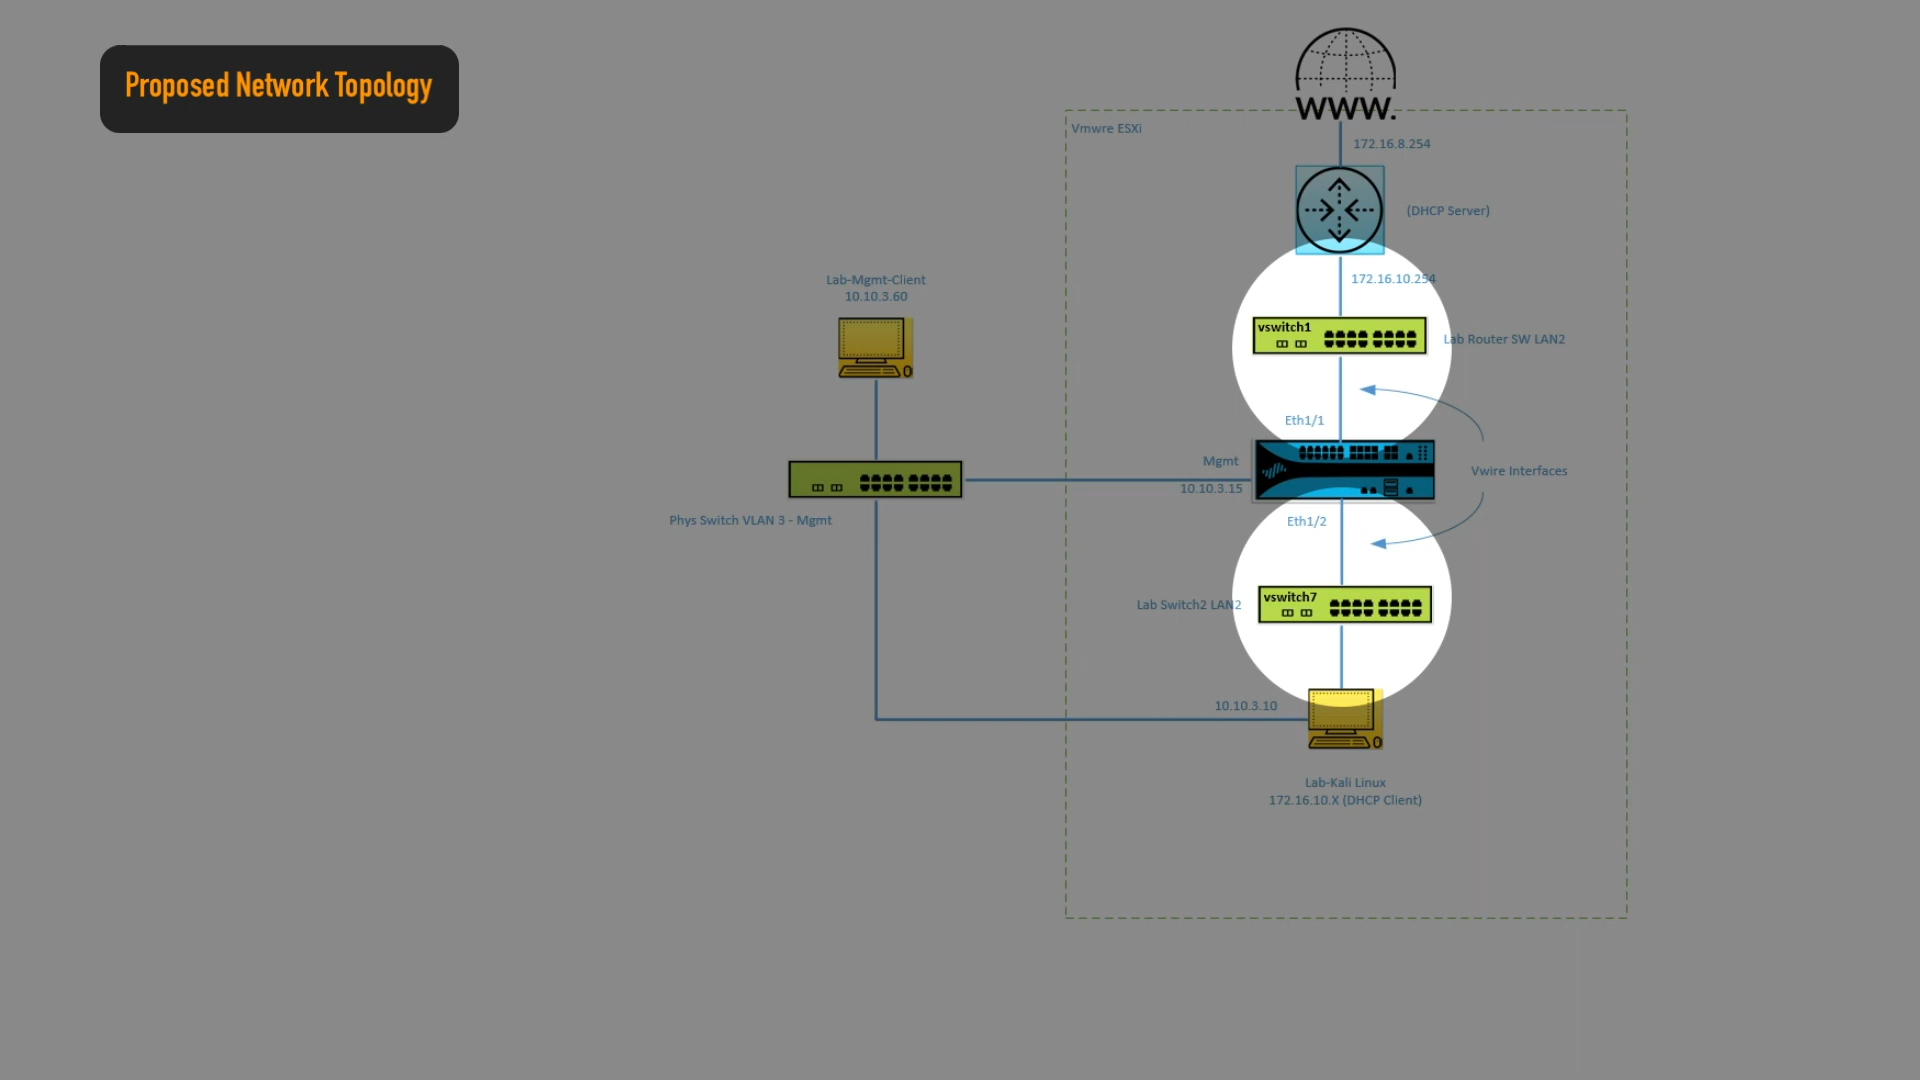 Proposed Network Topology
WWW.
Vmwre ESXi
172.16.8.254
(DHCP Server)
172.16.10.254
Lab-Mgmt-Client
10.10.3.60
vswitch1
Lab Router SW LAN2
Eth1/1
Mgmt
10.10.3.15
Vwire Interfaces
Phys Switch VLAN 3 - Mgmt
Eth1/2
vswitch7
Lab Switch2 LAN2
10.10.3.10
Lab-Kali Linux
172.16.10.X (DHCP Client)